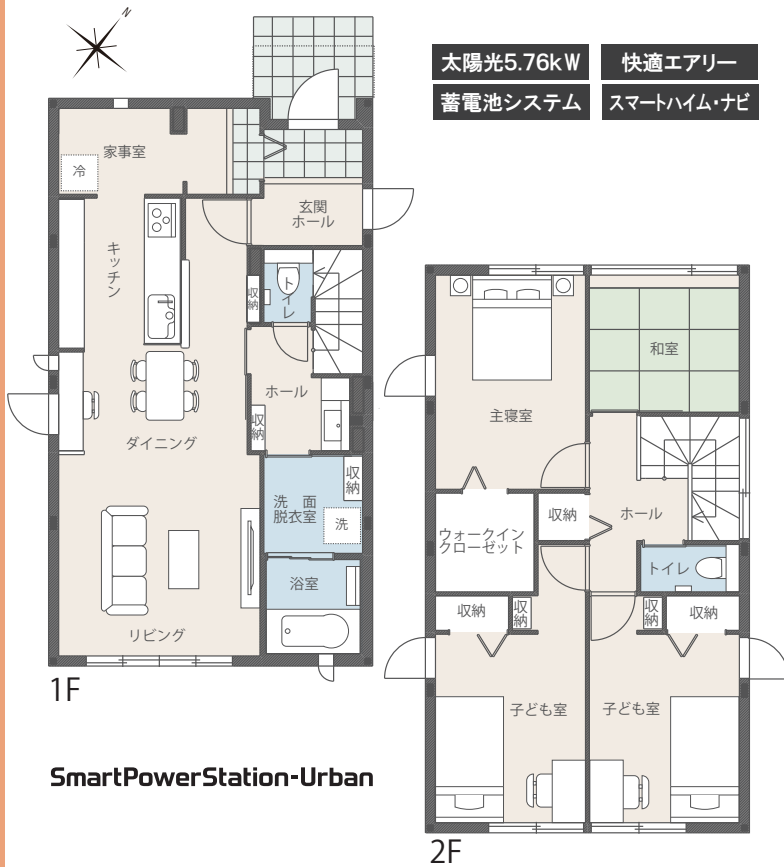 N
太陽光5.76kW
快適エアリー
蓄電池システム
スマートハイム・ナビ
家事室
冷
玄関
ホール
キッチン
トイレ
収納
ホール
収納
ダイニング
収納
洗 面
脱衣室
洗
浴室
リビング
1F
SmartPowerStation-Urban
和室
主寝室
ウォークイン
クローゼット
収納
ホール
トイレ
収納
収納
収納
収納
子ども室
子ども室
2F